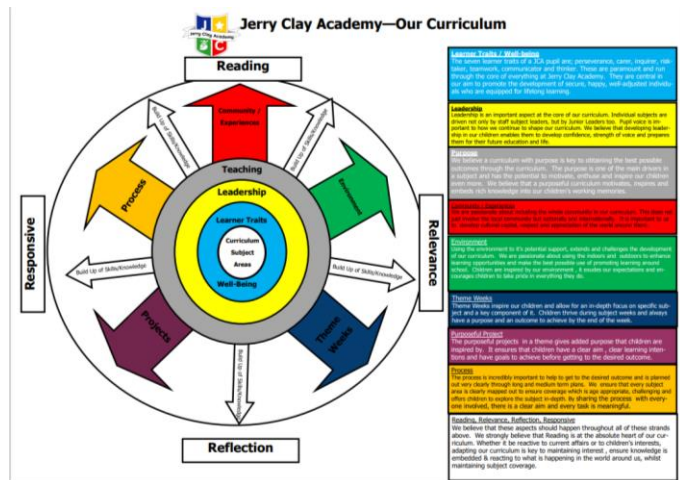 Jerry Clay Academy—Our Curriculum
J
Jerry Clay Academy
C
Reading
Community / Experiences
Build Up of Skills/Knowledge
Build Up of Skills/Knowledge
Teaching
Process
Environment
Leadership
Learner Traits
Curriculum
Subject
Areas
Well-Being
Responsive
Relevance
Build Up of Skills/Knowledge
Build Up of Skills/Knowledge
Projects
Theme
Weeks
Build Up of Skills/Knowledge
Reflection
Learner Traits / Well-being
The seven learner traits of a JCA pupil are; perseverance, carer, inquirer, risk-
taker, teamwork, communicator and thinker. These are paramount and run
through the core of everything at Jerry Clay Academy. They are central in
our aim to promote the development of secure, happy, well-adjusted individu-
als who are equipped for lifelong learning.
Leadership
Leadership is an important aspect at the core of our curriculum. Individual subjects are
driven not only by staff subject leaders, but by Junior Leaders too. Pupil voice is im-
portant to how we continue to shape our curriculum. We believe that developing leader-
ship in our children enables them to develop confidence, strength of voice and prepares
them for their future education and life.
Purpose
We believe a curriculum with purpose is key to obtaining the best possible
outcomes through the curriculum. The purpose is one of the main drivers in
a subject and has the potential to motivate, enthuse and inspire our children
even more. We believe that a purposeful curriculum motivates, inspires and
embeds rich knowledge into our children's working memories.
Community / Experiences
Environment
Using the environment to it's potential support, extends and challenges the development
of our curriculum. We are passionate about using the indoors and outdoors to enhance
learning opportunities and make the best possible use of promoting learning around
school. Children are inspired by our environment , it exudes our expectations and en-
courages children to take pride in everything they do.
Theme Weeks
Theme Weeks inspire our children and allow for an in-depth focus on specific sub-
ject and a key component of it. Children thrive during subject weeks and always
have a purpose and an outcome to achieve by the end of the week.
Purposeful Project
The purposeful projects in a theme gives added purpose that children are
inspired by. It ensures that children have a clear aim , clear learning inten-
tions and have goals to achieve before getting to the desired outcome.
Process
The process is incredibly important to help to get to the desired outcome and is planned
out very clearly through long and medium term plans. We ensure that every subject
area is clearly mapped out to ensure coverage which is age appropriate, challenging and
offers children to explore the subject in-depth. By sharing the process with every-
one involved, there is a clear aim and every task is meaningful.
Reading, Relevance, Reflection, Responsive
We believe that these aspects should happen throughout all of these strands
above. We strongly believe that Reading is at the absolute heart of our cur-
riculum. Whether it be reactive to current affairs or to children's interests,
adapting our curriculum is key to maintaining interest , ensure knowledge is
embedded & reacting to what is happening in the world around us, whilst
maintaining subject coverage.